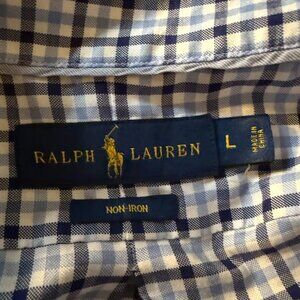 RALPH LAUREN
L
MADE IN
CHINA
NON-IRON